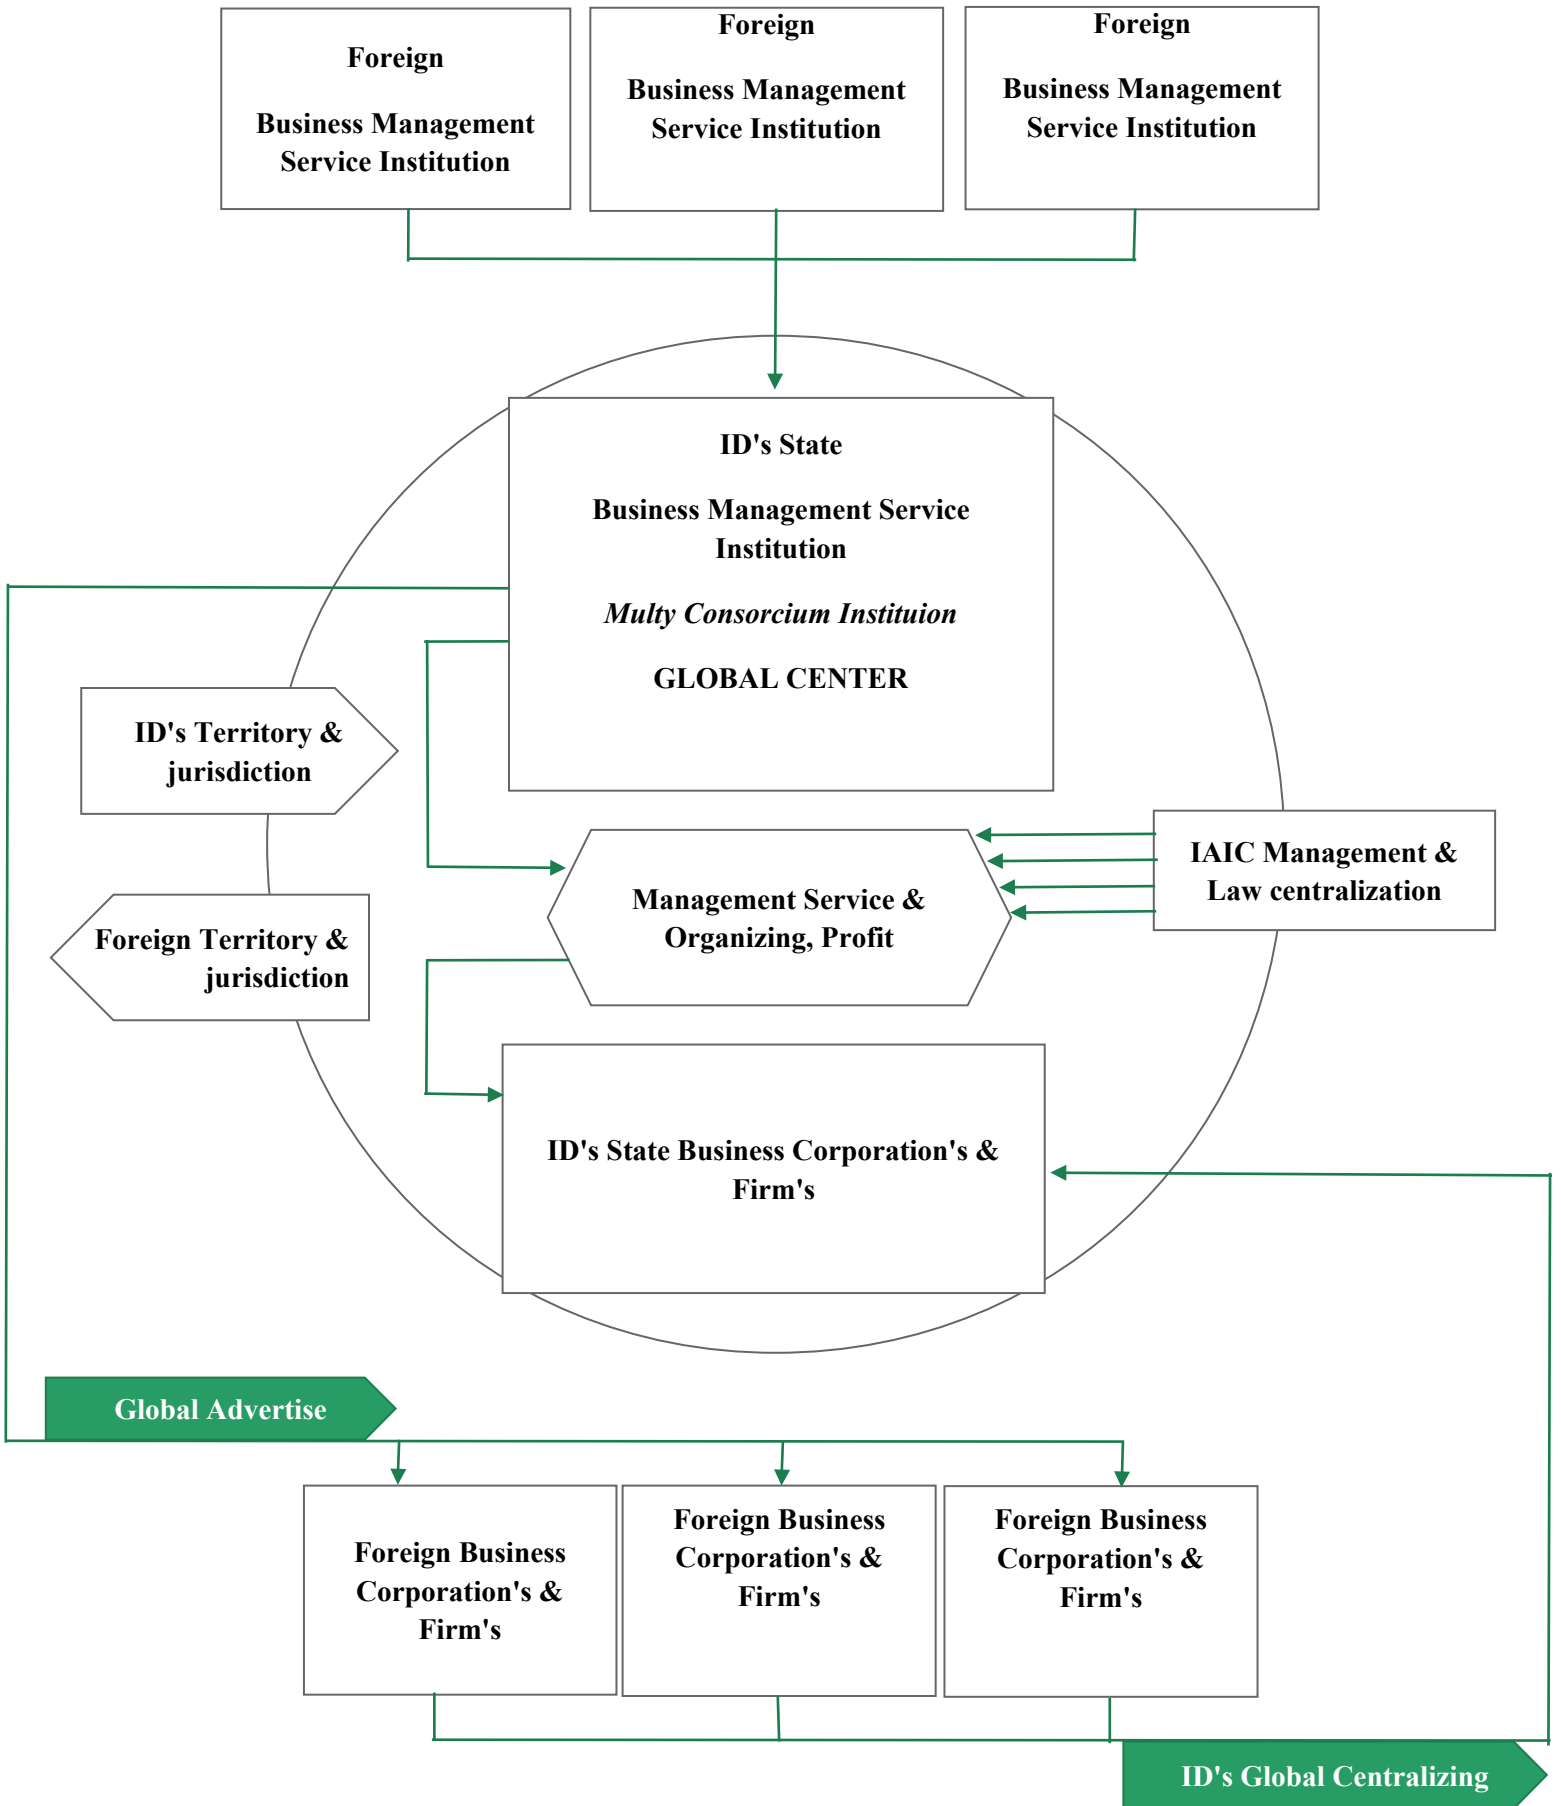 Foreign
Business Management
Service Institution
Foreign
Business Management
Service Institution
Foreign
Business Management
Service Institution
ID's State
Business Management Service
Institution
Multy Consorcium Instituion
GLOBAL CENTER
ID's Territory &
jurisdiction
Foreign Territory &
jurisdiction
Management Service &
Organizing, Profit
IAIC Management &
Law centralization
ID's State Business Corporation's &
Firm's
Global Advertise
Foreign Business
Corporation's &
Firm's
Foreign Business
Corporation's &
Firm's
Foreign Business
Corporation's &
Firm's
ID's Global Centralizing